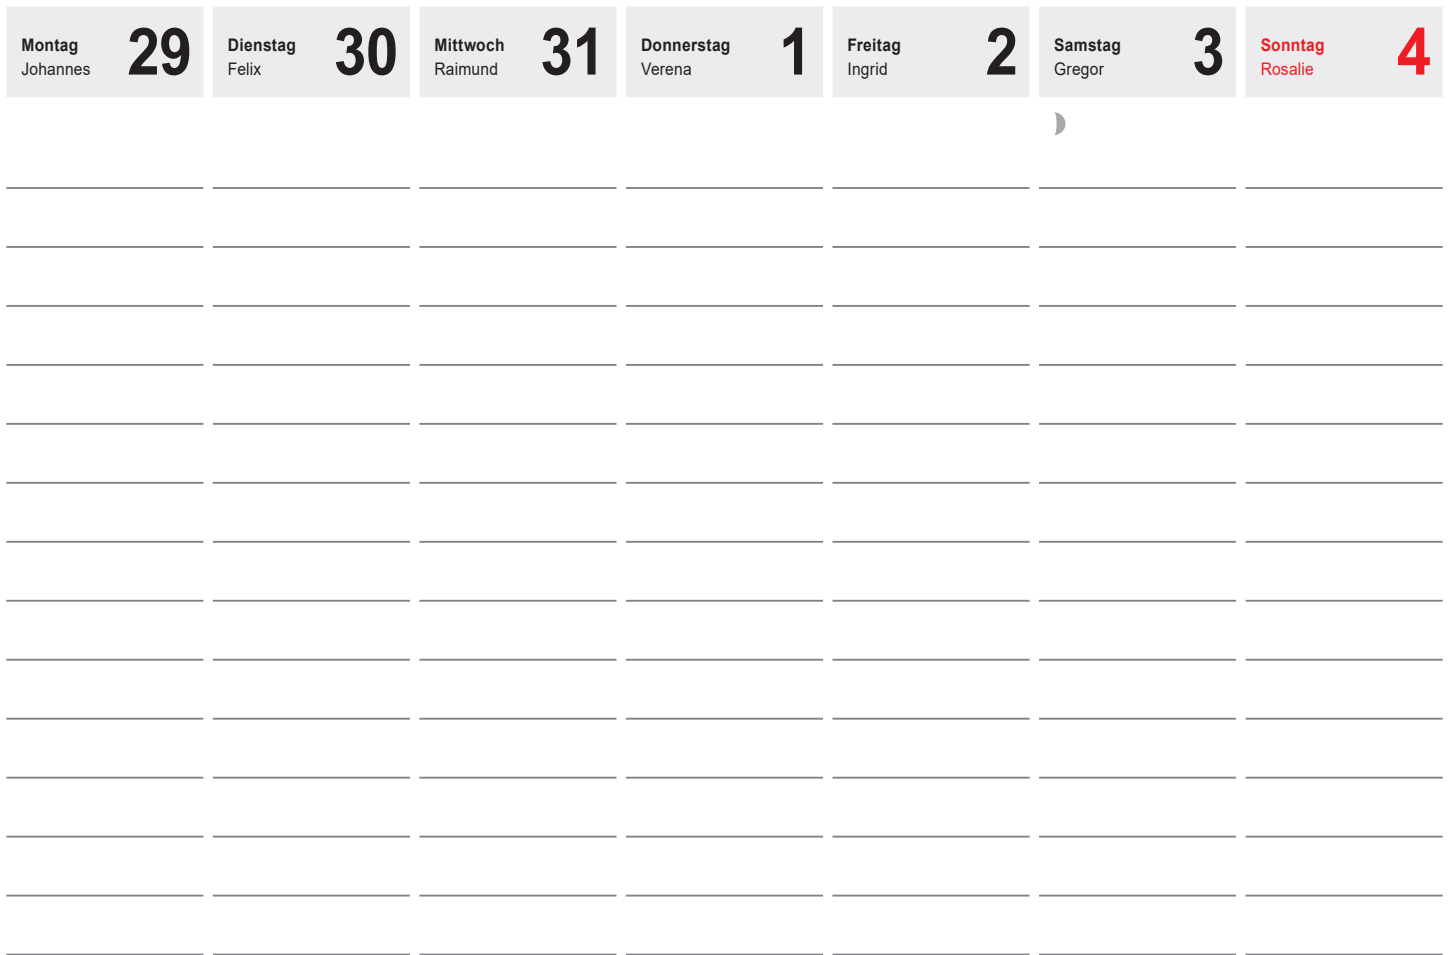 Montag
Johannes
29
Dienstag
Felix
30
Mittwoch
Raimund
31
Donnerstag
Verena
1
Freitag
Ingrid
2
Samstag
Gregor
3
Sonntag
Rosalie
4